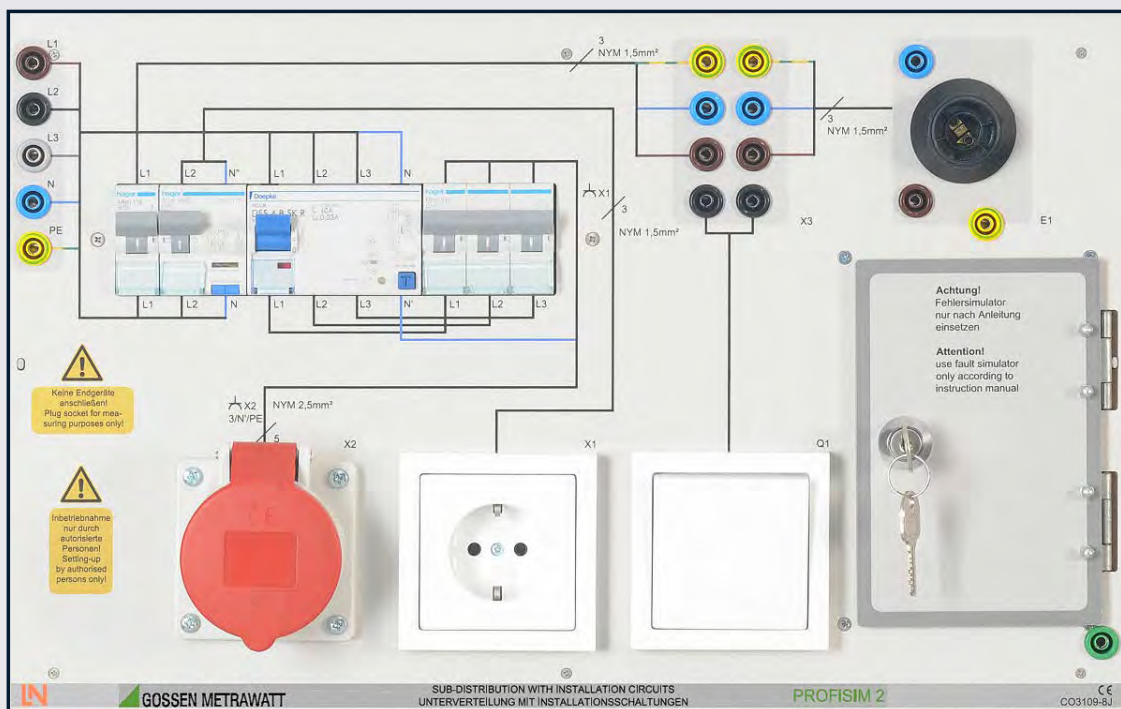 L1
L2
L3
N
PE
3
NYM 1,5mm²
3
NYM 1,5mm²
X3
E1
L1
L2
N"
L1
L2
L3
N
X1
3
NYM 1,5mm²
hager
hager
Doepke
hager
T
L1
L2
N
L1
L2
L3
N'
L1
L2
L3
Keine Endgeräte
anschließen!
Plug socket for mea-
suring purposes only!
Inbetriebnahme
nur durch
autorisierte
Personen!
Setting-up
by authorised
persons only!
X2
3/N'/PE
NYM 2,5mm²
5
X2
X1
Q1
Achtung!
Fehlersimulator
nur nach Anleitung
einsetzen
Attention!
use fault simulator
only according to
instruction manual
LN
GOSSEN METRAWATT
SUB-DISTRIBUTION WITH INSTALLATION CIRCUITS
UNTERVERTEILUNG MIT INSTALLATIONSSCHALTUNGEN
PROFISIM 2
CE
CO3109-8J